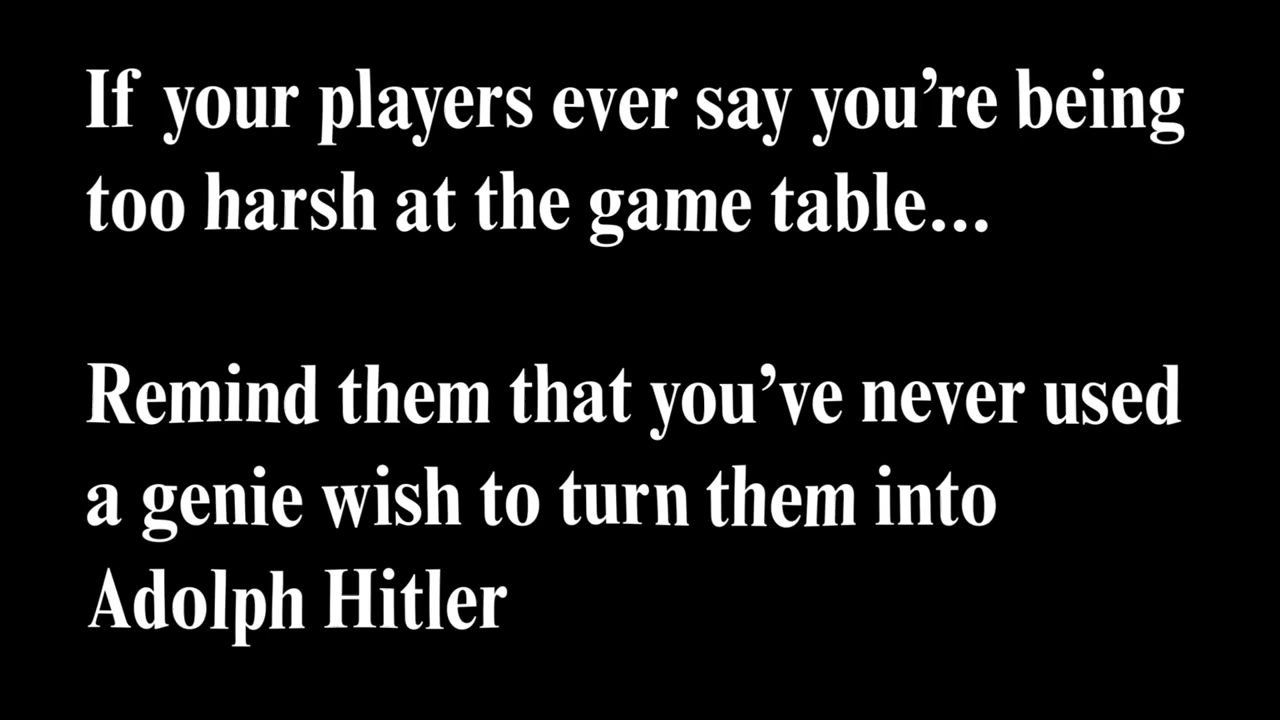 If your players ever say you’re being
too harsh at the game table...
Remind them that you’ve never used
a genie wish to turn them into
Adolph Hitler